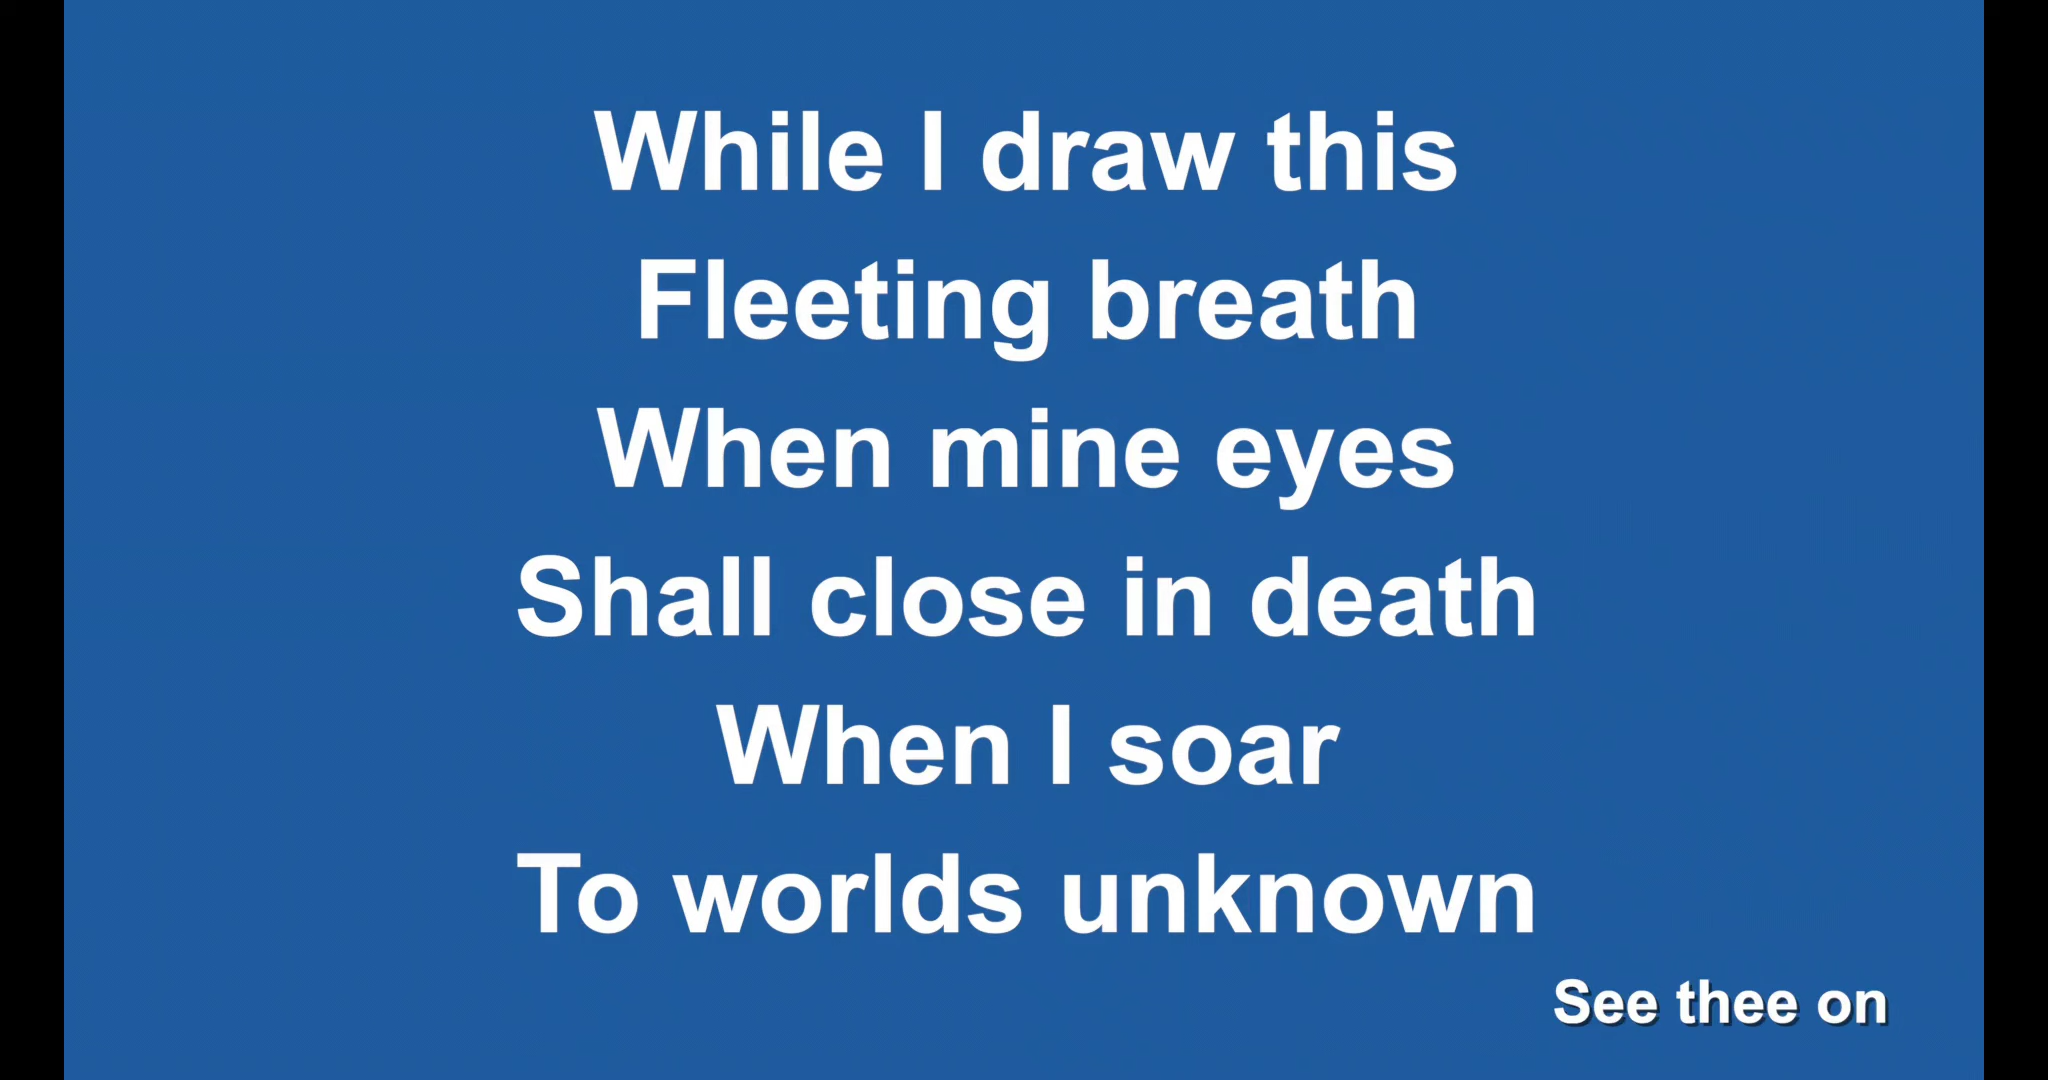 While I draw this
Fleeting breath
When mine eyes
Shall close in death
When I soar
To worlds unknown
See thee on